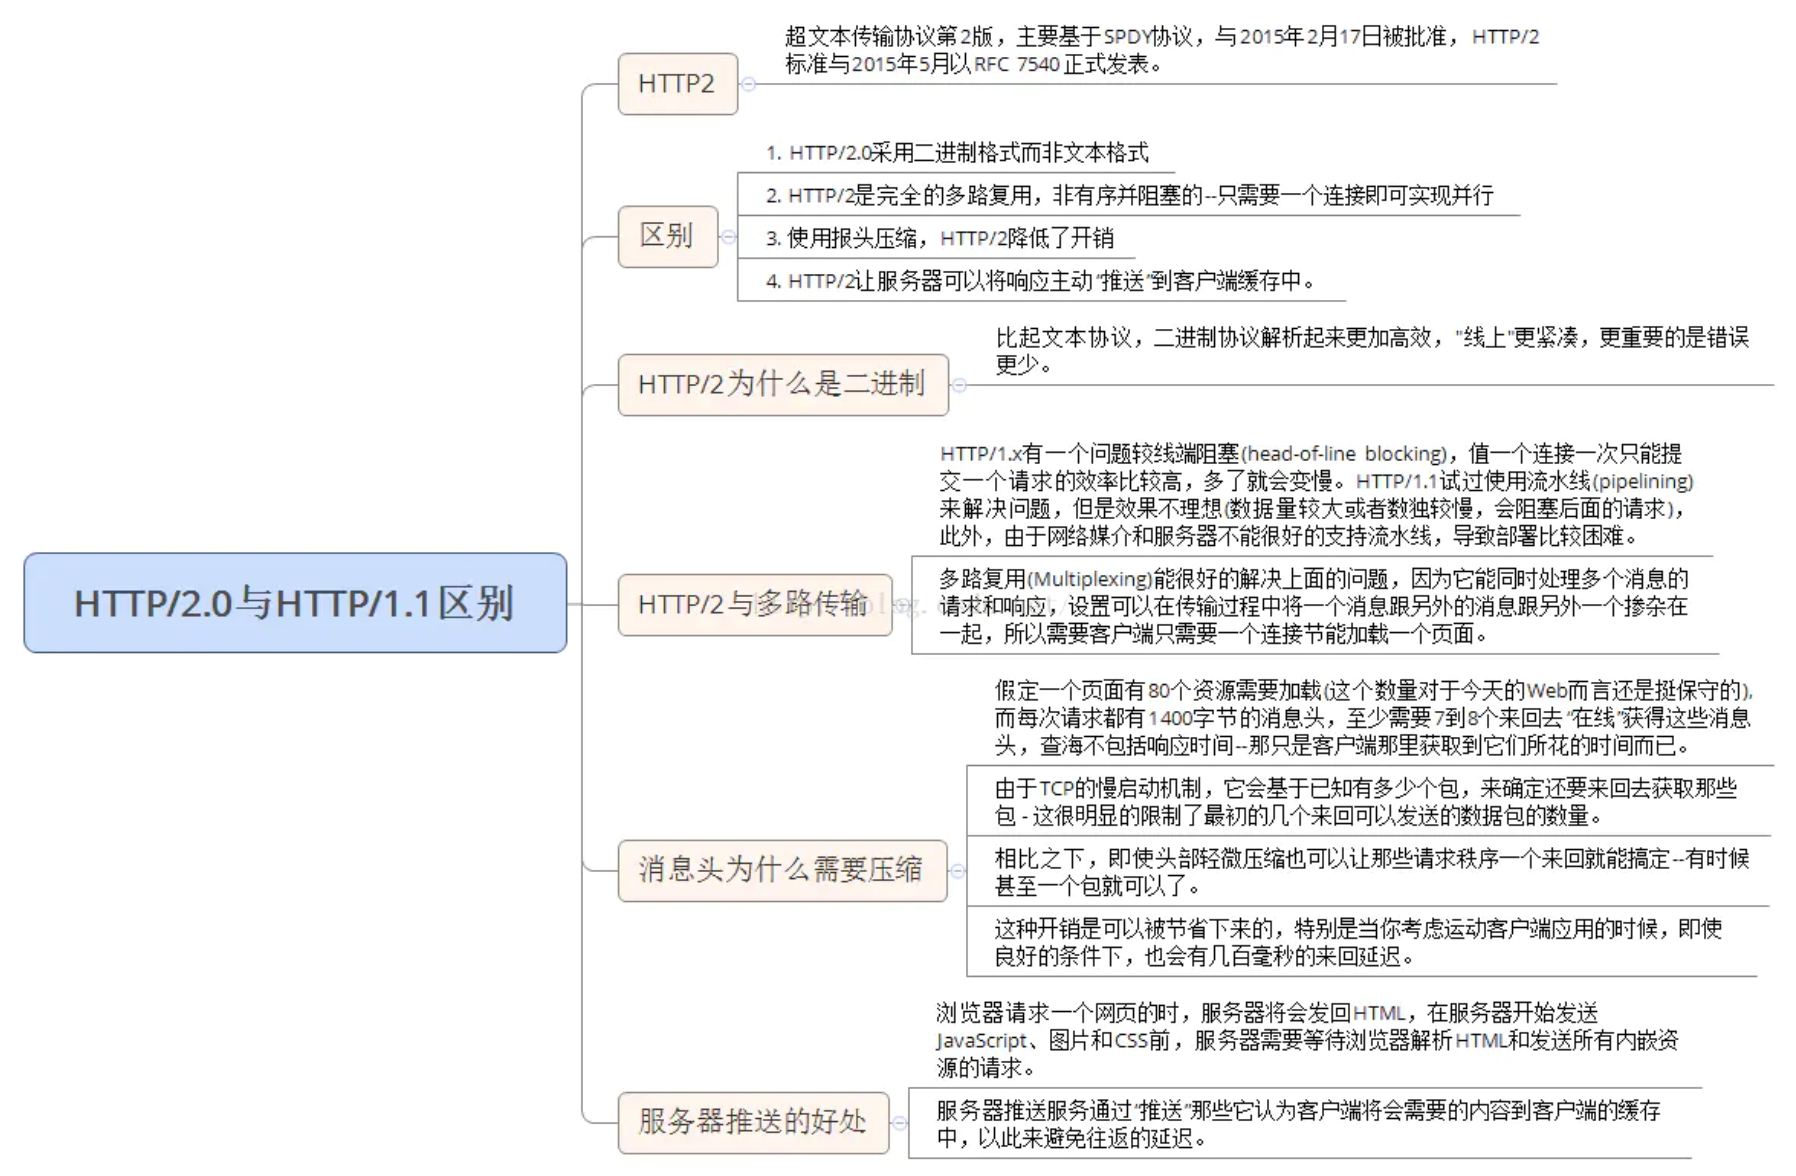 HTTP/2.0与HTTP/1.1区别
HTTP2
超文本传输协议第2版，主要基于SPDY协议，与2015年2月17日被批准，HTTP/2
标准与2015年5月以RFC 7540正式发表。
区别
1. HTTP/2.0采用二进制格式而非文本格式
2. HTTP/2是完全的多路复用，非有序并阻塞的--只需要一个连接即可实现并行
3. 使用报头压缩，HTTP/2降低了开销
4. HTTP/2让服务器可以将响应主动“推送”到客户端缓存中。
HTTP/2为什么是二进制
比起文本协议，二进制协议解析起来更加高效，"线上"更紧凑，更重要的是错误
更少。
HTTP/2与多路传输
HTTP/1.x有一个问题较线端阻塞(head-of-line blocking)，值一个连接一次只能提
交一个请求的效率比较高，多了就会变慢。HTTP/1.1试过使用流水线(pipelining)
来解决问题，但是效果不理想(数据量较大或者数独较慢，会阻塞后面的请求)，
此外，由于网络媒介和服务器不能很好的支持流水线，导致部署比较困难。
多路复用(Multiplexing)能很好的解决上面的问题，因为它能同时处理多个消息的
请求和响应，设置可以在传输过程中将一个消息跟另外的消息跟另外一个掺杂在
一起，所以需要客户端只需要一个连接节能加载一个页面。
消息头为什么需要压缩
假定一个页面有80个资源需要加载(这个数量对于今天的Web而言还是挺保守的),
而每次请求都有1400字节的消息头，至少需要7到8个来回去“在线”获得这些消息
头，查海不包括响应时间--那只是客户端那里获取到它们所花的时间而已。
由于TCP的慢启动机制，它会基于已知有多少个包，来确定还要来回去获取那些
包 - 这很明显的限制了最初的几个来回可以发送的数据包的数量。
相比之下，即使头部轻微压缩也可以让那些请求秩序一个来回就能搞定--有时候
甚至一个包就可以了。
这种开销是可以被节省下来的，特别是当你考虑运动客户端应用的时候，即使
良好的条件下，也会有几百毫秒的来回延迟。
服务器推送的好处
浏览器请求一个网页的时，服务器将会发回HTML，在服务器开始发送
JavaScript、图片和CSS前，服务器需要等待浏览器解析HTML和发送所有内嵌资
源的请求。
服务器推送服务通过“推送”那些它认为客户端将会需要的内容到客户端的缓存
中，以此来避免往返的延迟。